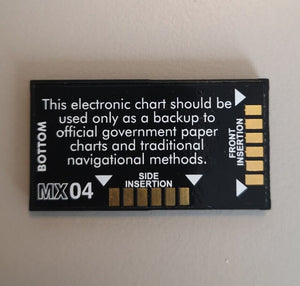 This electronic chart should be
used only as a backup to
official government paper
charts and traditional
navigational methods.
BOTTOM
MX04
SIDE
INSERTION
FRONT
INSERTION